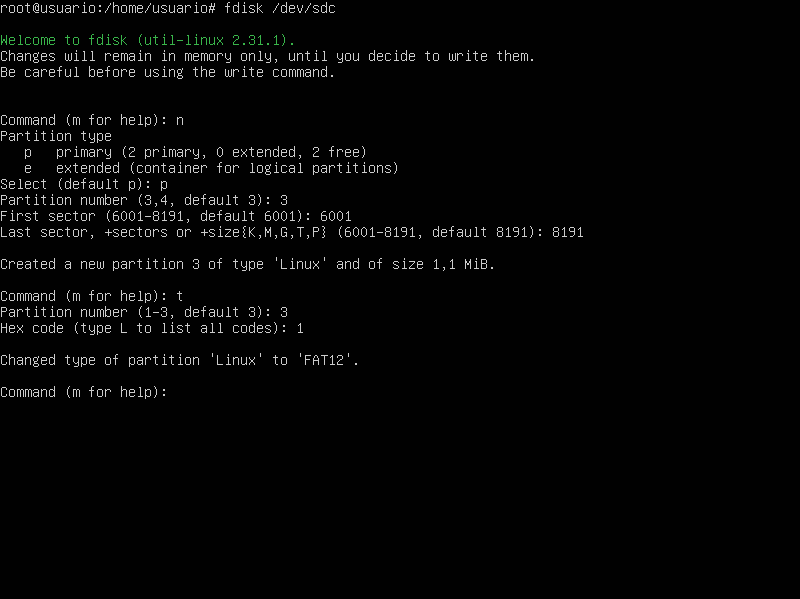 root@usuario:/home/usuario# fdisk /dev/sdc
Welcome to fdisk (util-linux 2.31.1).
Changes will remain in memory only, until you decide to write them.
Be careful before using the write command.
Command (m for help): n
Partition type
   p   primary (2 primary, 0 extended, 2 free)
   e   extended (container for logical partitions)
Select (default p): p
Partition number (3,4, default 3): 3
First sector (6001-8191, default 6001): 6001
Last sector, +sectors or +size{K,M,G,T,P} (6001-8191, default 8191): 8191
Created a new partition 3 of type 'Linux' and of size 1,1 MiB.
Command (m for help): t
Partition number (1-3, default 3): 3
Hex code (type L to list all codes): 1
Changed type of partition 'Linux' to 'FAT12'.
Command (m for help):